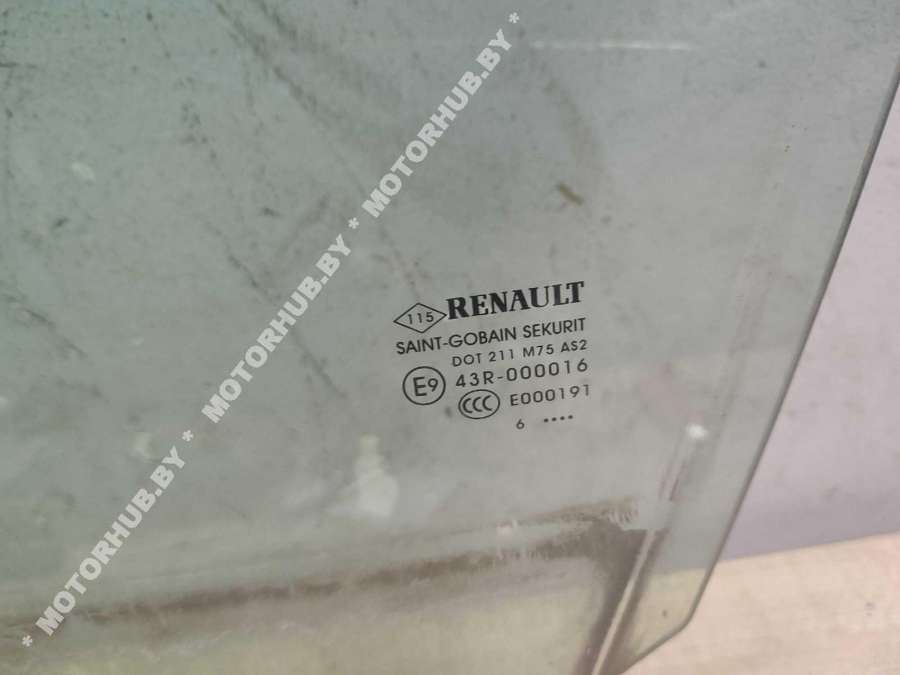 * MOTORHUB.BY * MOTORHUB.BY * MOTORHUB.BY *
115 RENAULT
SAINT-GOBAIN SEKURIT
DOT 211 M75 AS2
E9 43R-000016
CCC E000191
6 ••••